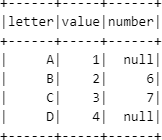 +------+-----+------+
|letter|value|number|
+------+-----+------+
|     A|    1|  null|
|     B|    2|     6|
|     C|    3|     7|
|     D|    4|  null|
+------+-----+------+